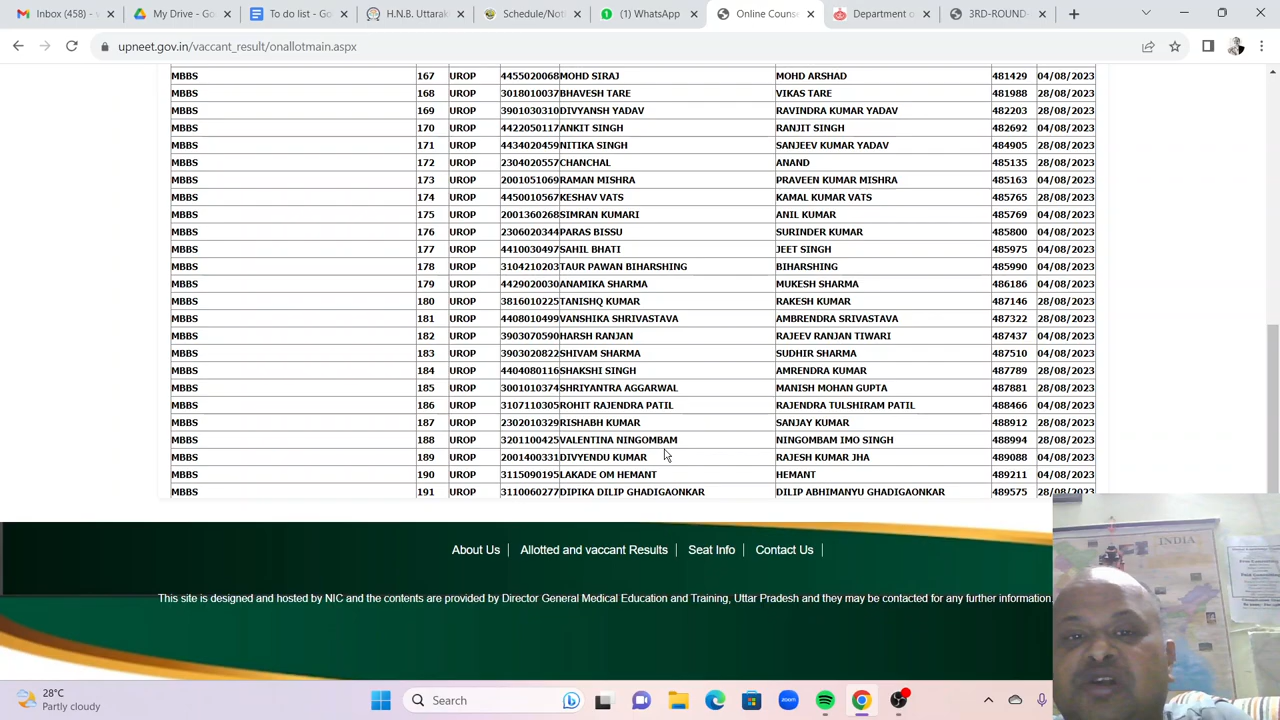 Inbox (458) - v
My Drive - Goo
To do list - Go
H.N.B. Uttarak
Schedule/Noti
(1) WhatsApp
Online Couns
Department o
3RD-ROUND-
upneet.gov.in/vaccant_result/onallotmain.aspx
MBBS 167 UROP 4455020068 MOHD SIRAJ MOHD ARSHAD 481429 04/08/2023
MBBS 168 UROP 3018010037 BHAVESH TARE VIKAS TARE 481988 28/08/2023
MBBS 169 UROP 3901030310 DIVYANSH YADAV RAVINDRA KUMAR YADAV 482203 28/08/2023
MBBS 170 UROP 4422050117 ANKIT SINGH RANJIT SINGH 482692 04/08/2023
MBBS 171 UROP 4434020459 NITIKA SINGH SANJEEV KUMAR YADAV 484905 28/08/2023
MBBS 172 UROP 2304020557 CHANCHAL ANAND 485135 04/08/2023
MBBS 173 UROP 2001051069 RAMAN MISHRA PRAVEEN KUMAR MISHRA 485163 04/08/2023
MBBS 174 UROP 4450010567 KESHAV VATS KAMAL KUMAR VATS 485765 28/08/2023
MBBS 175 UROP 2001360268 SIMRAN KUMARI ANIL KUMAR 485769 04/08/2023
MBBS 176 UROP 2306020344 PARAS BISSU SURINDER KUMAR 485800 04/08/2023
MBBS 177 UROP 4410030497 SAHIL BHATI JEET SINGH 485975 04/08/2023
MBBS 178 UROP 3104210203 TAUR PAWAN BIHARSHING BIHARSHING 485990 04/08/2023
MBBS 179 UROP 4429020030 ANAMIKA SHARMA MUKESH SHARMA 486186 04/08/2023
MBBS 180 UROP 3816010225 TANISHQ KUMAR RAKESH KUMAR 487146 28/08/2023
MBBS 181 UROP 4408010499 VANSHIKA SHRIVASTAVA AMBRENDRA SRIVASTAVA 487322 28/08/2023
MBBS 182 UROP 3903070590 HARSH RANJAN RAJEEV RANJAN TIWARI 487437 28/08/2023
MBBS 183 UROP 3903020822 SHIVAM SHARMA SUDHIR SHARMA 487510 28/08/2023
MBBS 184 UROP 4404080116 SHAKSHI SINGH AMRENDRA KUMAR 487789 28/08/2023
MBBS 185 UROP 3001010374 SHRIYANTRA AGGARWAL MANISH MOHAN GUPTA 487881 28/08/2023
MBBS 186 UROP 3107110305 ROHIT RAJENDRA PATIL RAJENDRA TULSHIRAM PATIL 488466 04/08/2023
MBBS 187 UROP 2302010329 RISHABH KUMAR SANJAY KUMAR 488912 28/08/2023
MBBS 188 UROP 3201100425 VALENTINA NINGOMBAM NINGOMBAM IMO SINGH 488994 28/08/2023
MBBS 189 UROP 2001400331 DIVYENDU KUMAR RAJESH KUMAR JHA 489088 04/08/2023
MBBS 190 UROP 3115090195 LAKADE OM HEMANT HEMANT 489211 04/08/2023
MBBS 191 UROP 3110060277 DIPIKA DILIP GHADIGAONKAR DILIP ABHIMANYU GHADIGAONKAR 489575 28/08/2023
INDIA
About Us
Allotted and vaccant Results
Seat Info
Contact Us
This site is designed and hosted by NIC and the contents are provided by Director General Medical Education and Training, Uttar Pradesh and they may be contacted for any further information.
28°C
Partly cloudy
Search
zoom